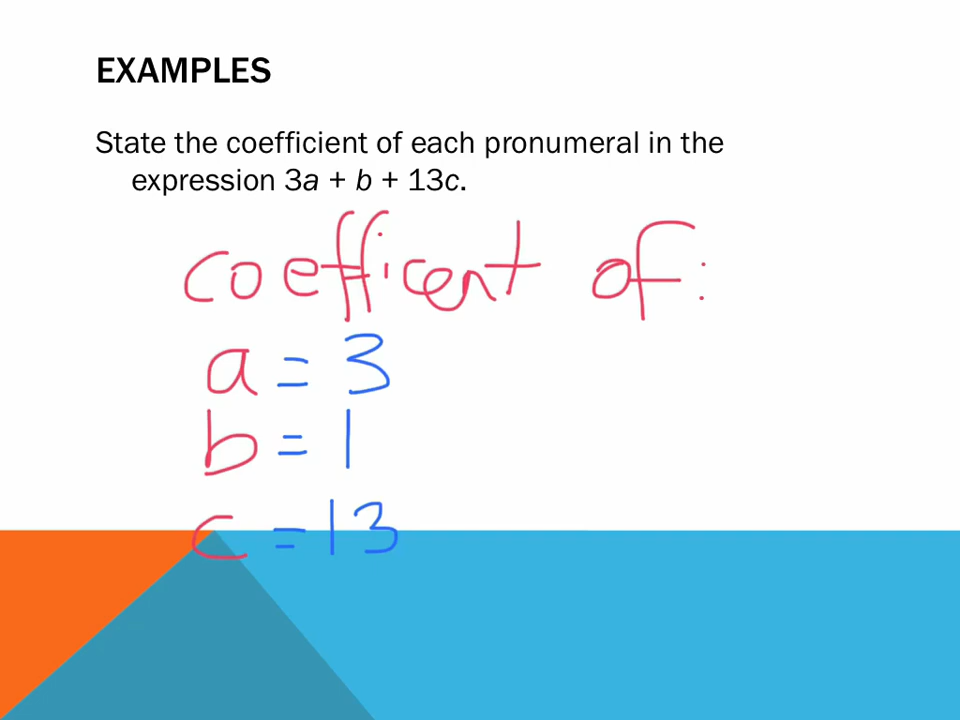 EXAMPLES
State the coefficient of each pronumeral in the
expression 3a + b + 13c.
coefficent of:
a = 3
b = 1
c = 13